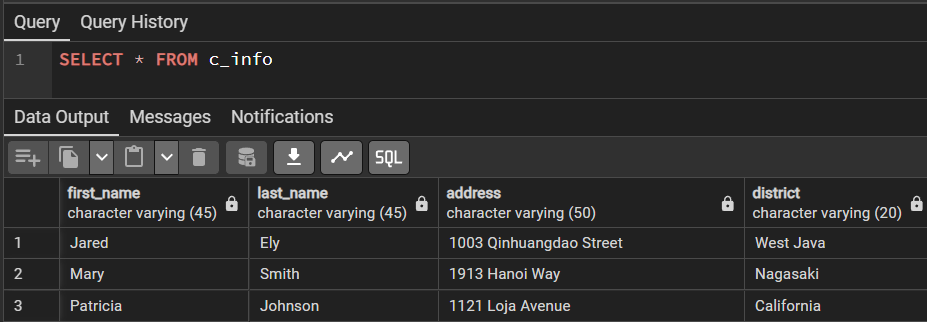 Query Query History
1 SELECT * FROM c_info
Data Output Messages Notifications
SQL
first_name last_name address district
character varying (45) character varying (45) character varying (50) character varying (20)
1 Jared Ely 1003 Qinhuangdao Street West Java
2 Mary Smith 1913 Hanoi Way Nagasaki
3 Patricia Johnson 1121 Loja Avenue California